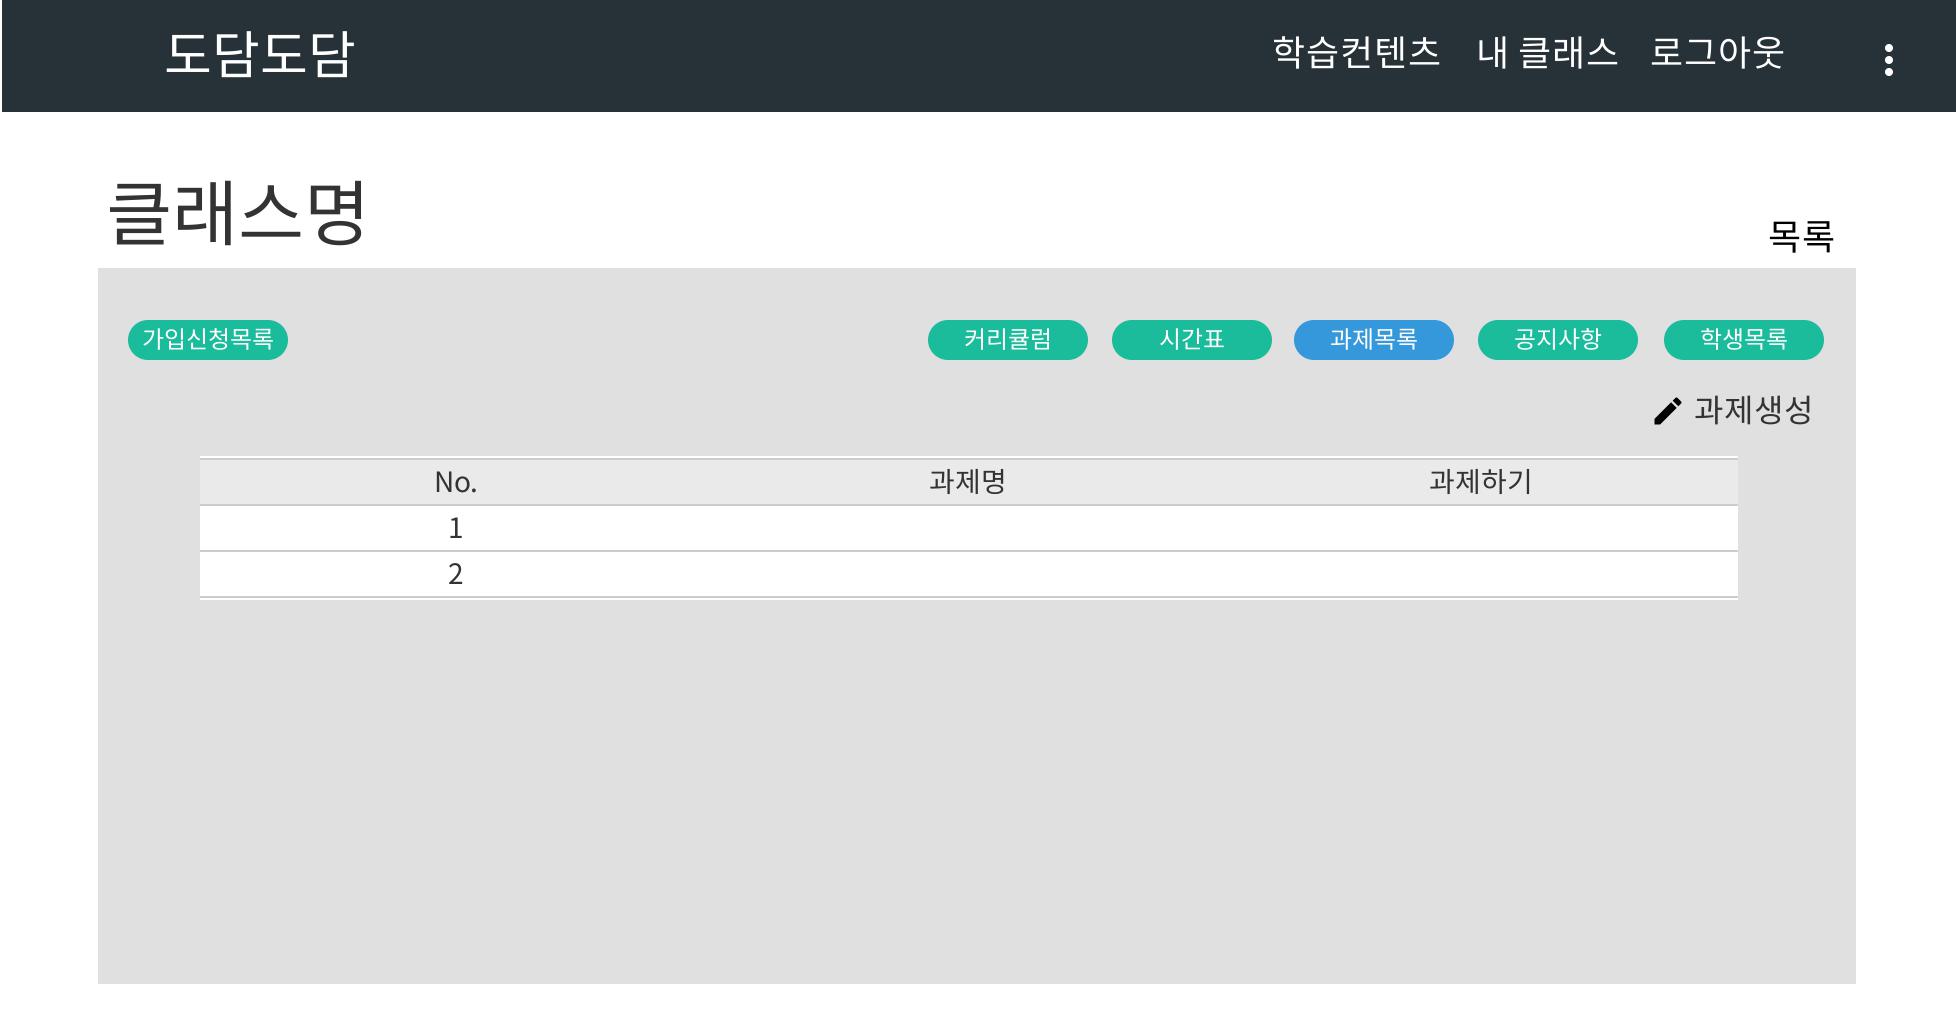 도담도담 학습컨텐츠 내 클래스 로그아웃
클래스명
목록
가입신청목록 커리큘럼 시간표 과제목록 공지사항 학생목록
과제생성
No. 과제명 과제하기
1
2